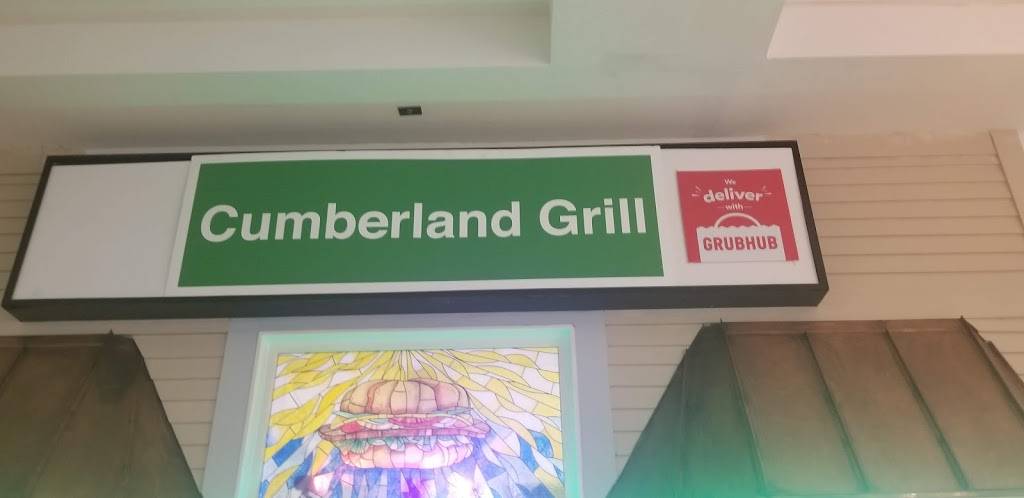 Cumberland Grill
We
deliver
with
GRUBHUB